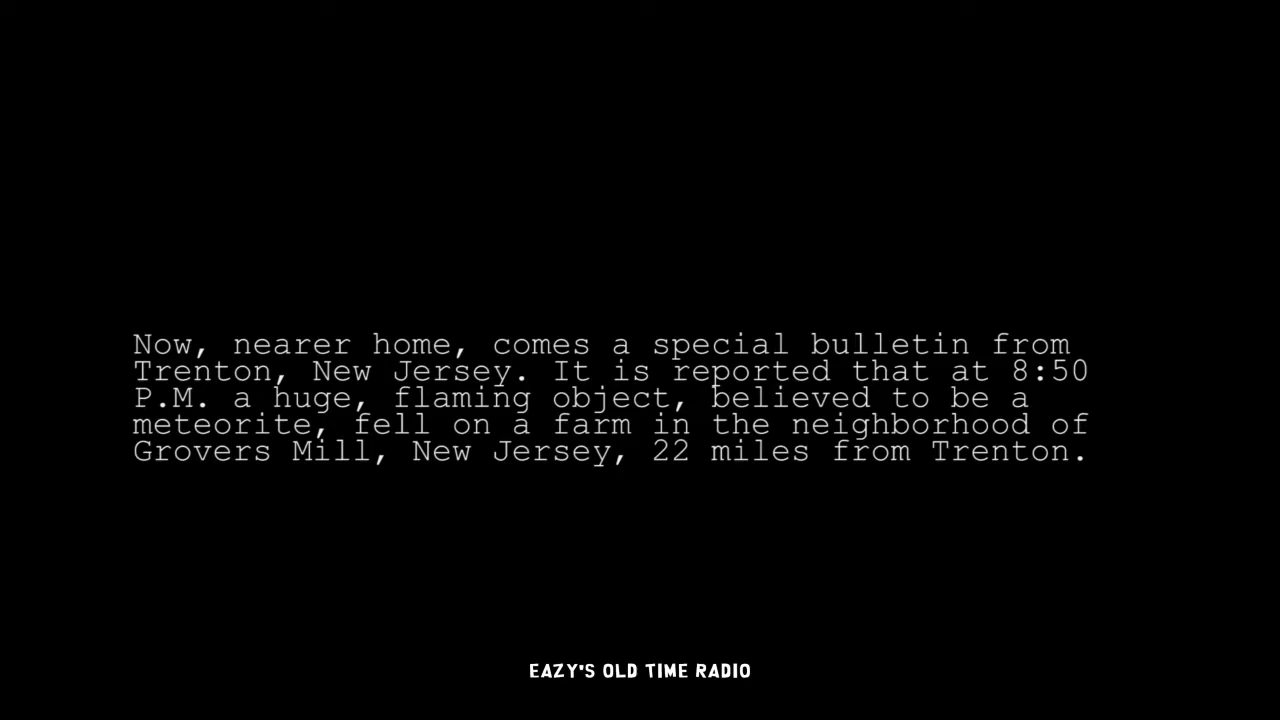 Now, nearer home, comes a special bulletin from
Trenton, New Jersey. It is reported that at 8:50
P.M. a huge, flaming object, believed to be a
meteorite, fell on a farm in the neighborhood of
Grovers Mill, New Jersey, 22 miles from Trenton.
EAZY'S OLD TIME RADIO